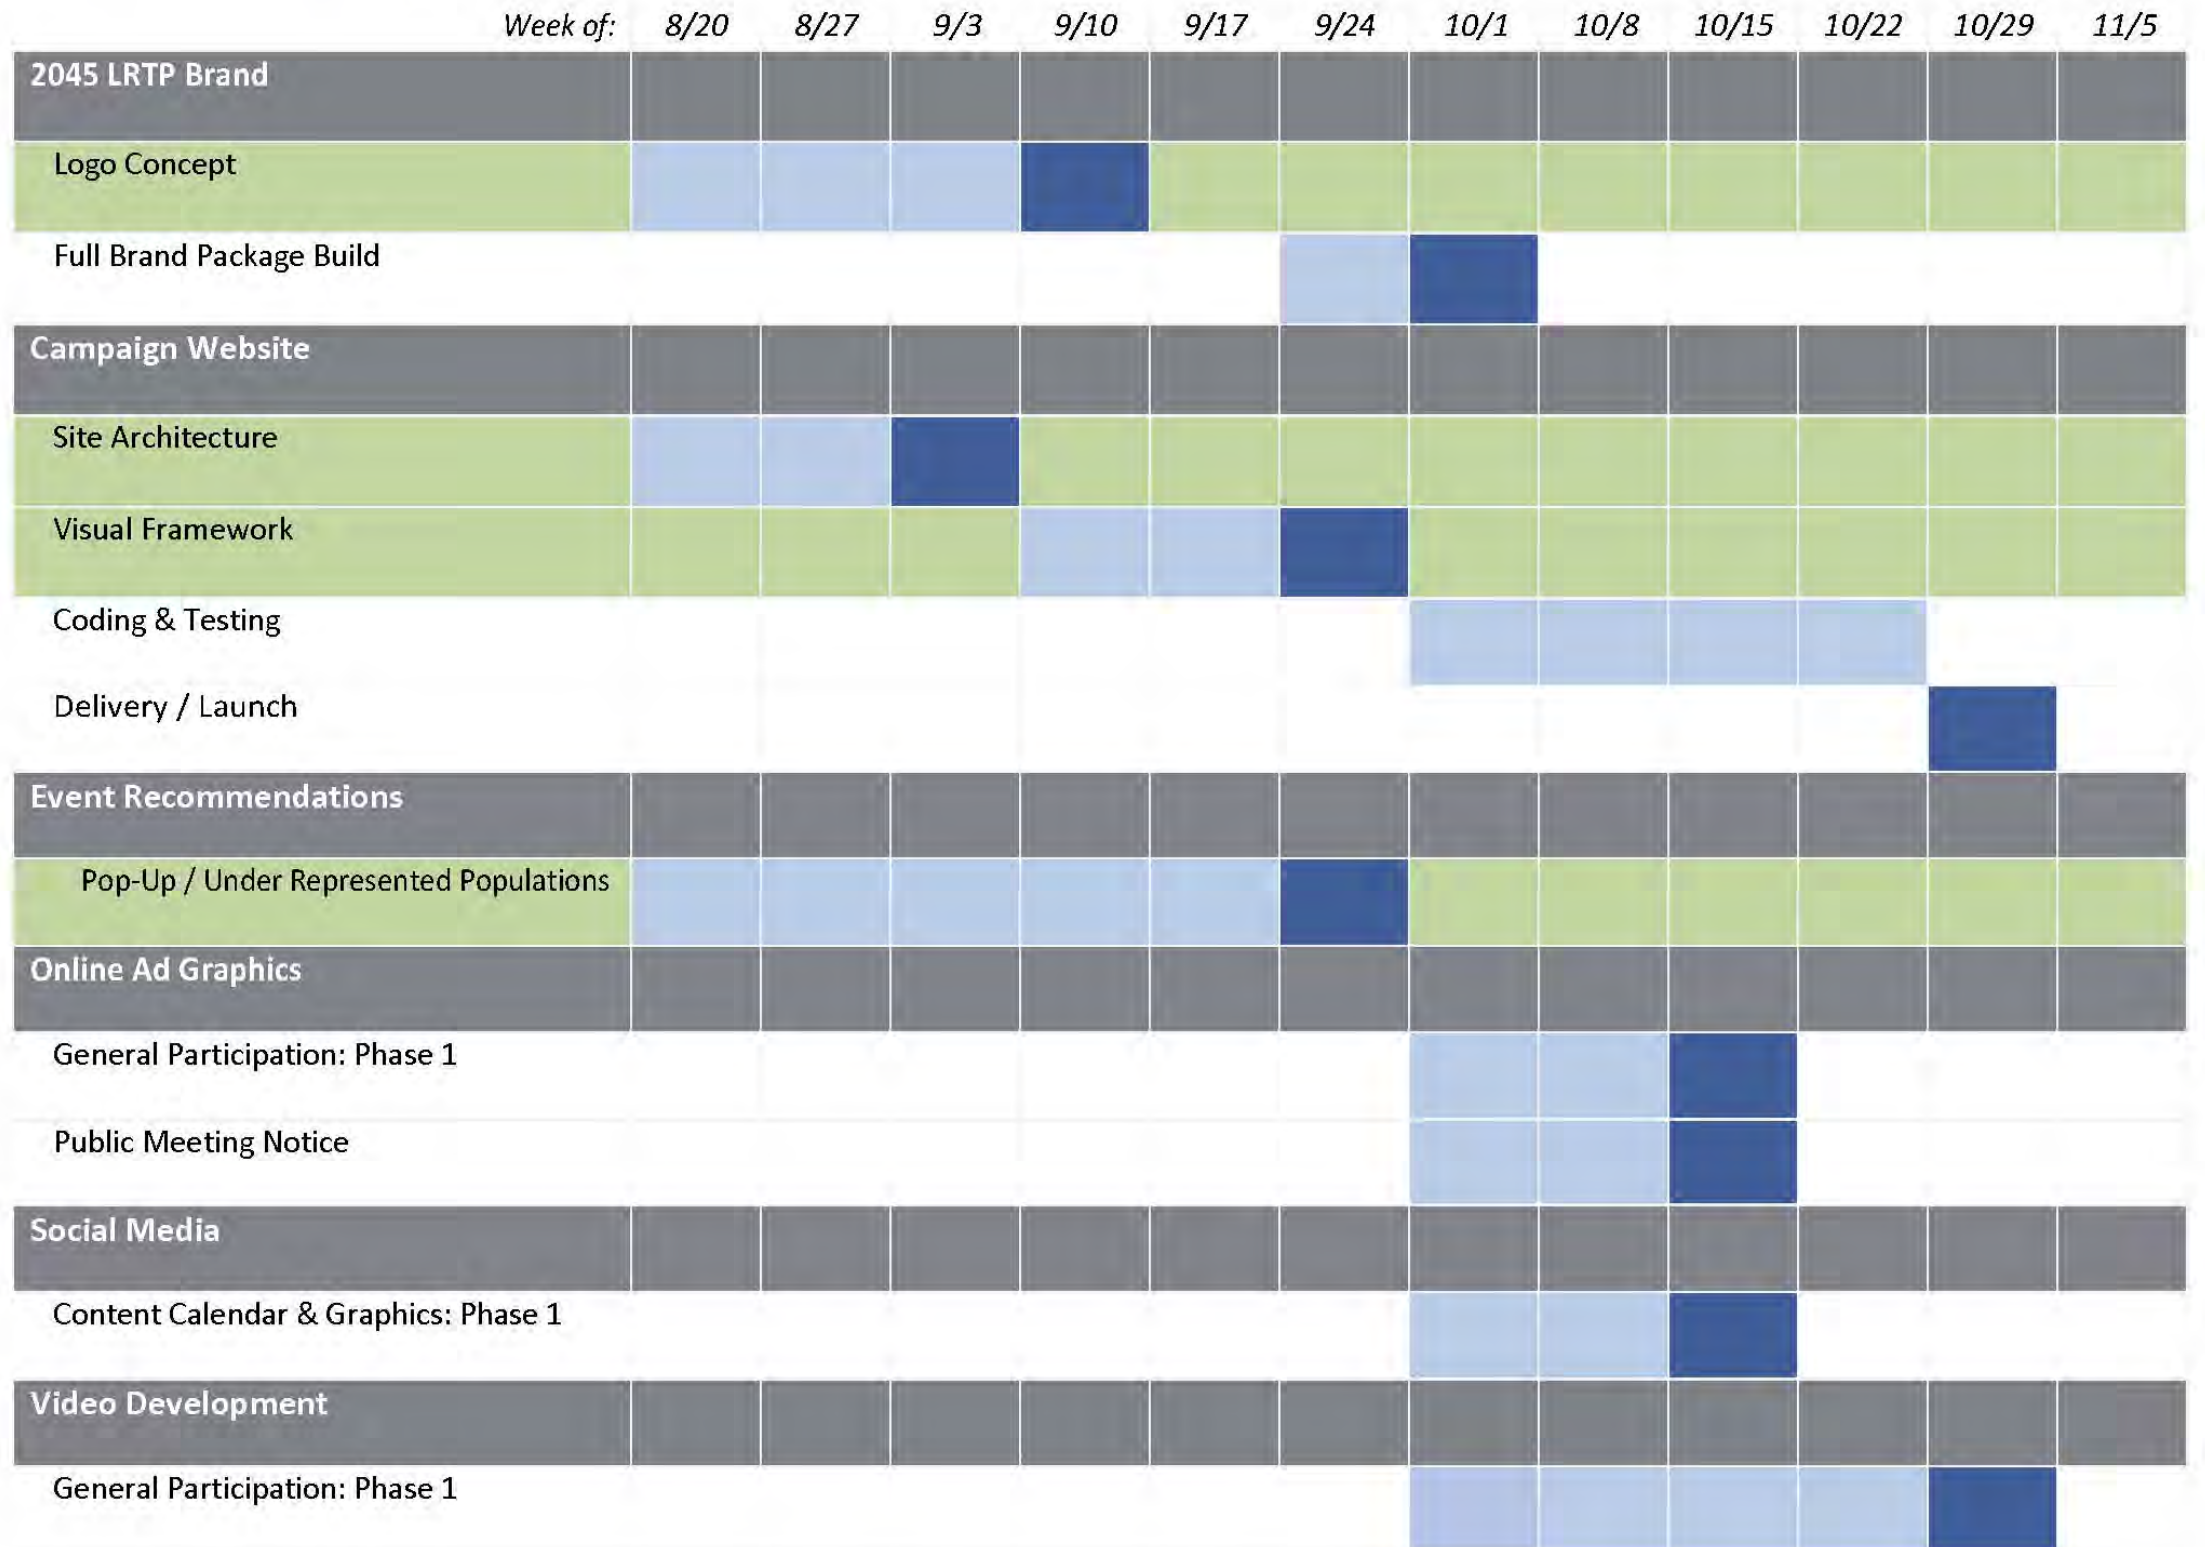 Week of: 8/20 8/27 9/3 9/10 9/17 9/24 10/1 10/8 10/15 10/22 10/29 11/5
2045 LRTP Brand
Logo Concept
Full Brand Package Build
Campaign Website
Site Architecture
Visual Framework
Coding & Testing
Delivery / Launch
Event Recommendations
Pop-Up / Under Represented Populations
Online Ad Graphics
General Participation: Phase 1
Public Meeting Notice
Social Media
Content Calendar & Graphics: Phase 1
Video Development
General Participation: Phase 1